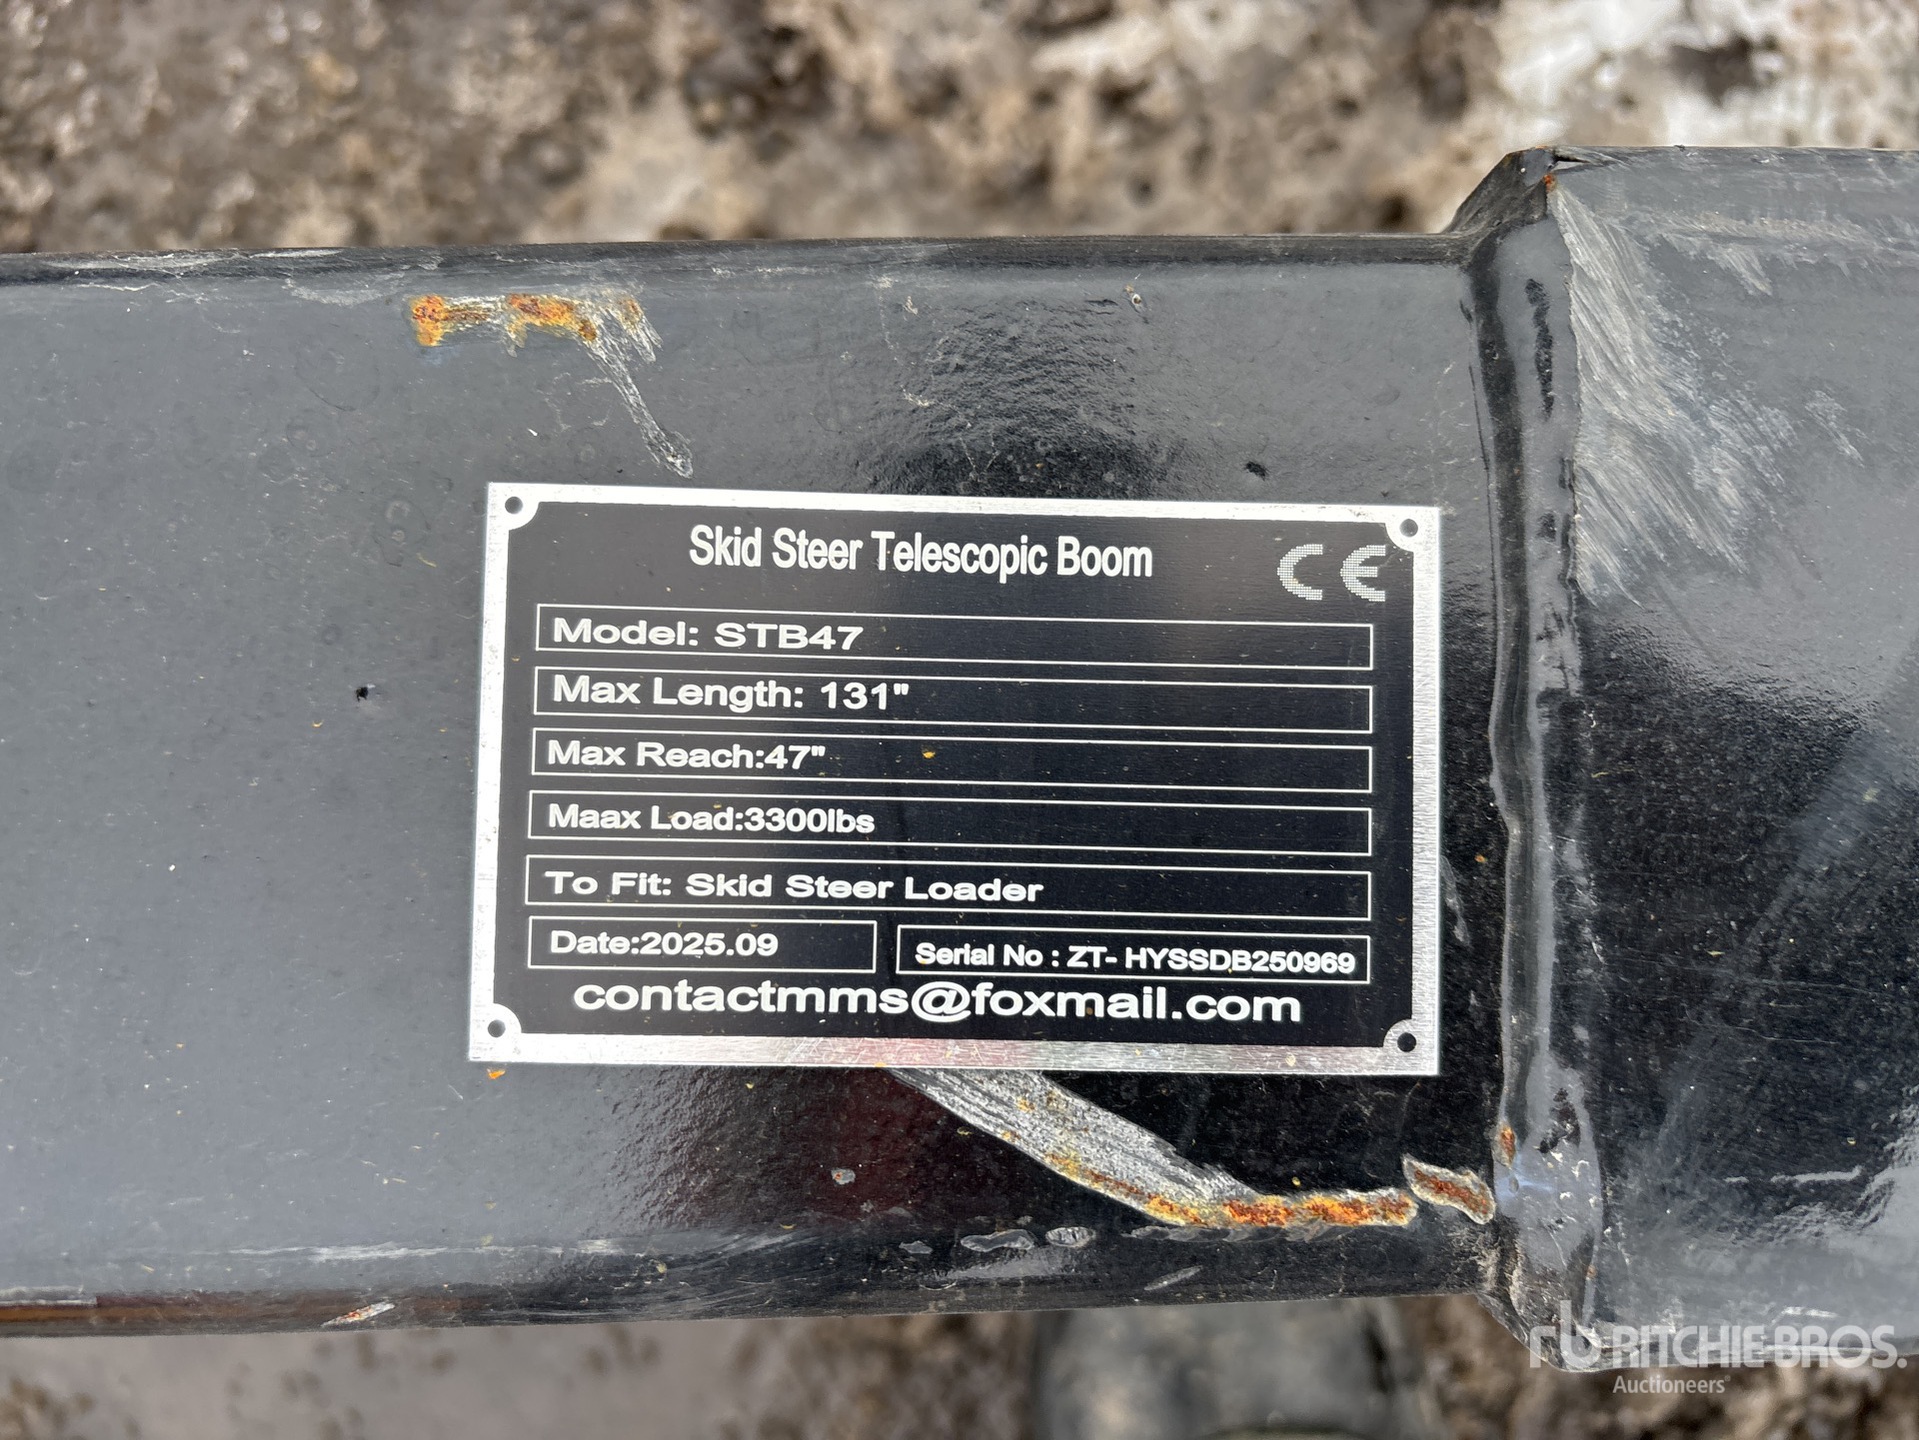 Skid Steer Telescopic Boom
CE
Model: STB47
Max Length: 131"
Max Reach:47"
Maax Load:3300lbs
To Fit: Skid Steer Loader
Date:2025.09
Serial No : ZT- HYSSDB250969
contactmms@foxmail.com
rb RITCHIE BROS.
Auctioneers